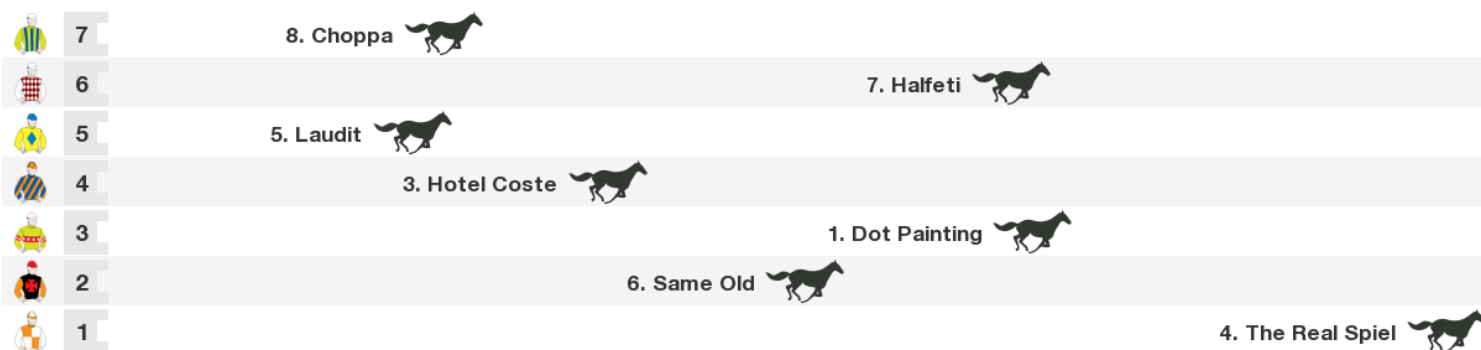 7 8. Choppa
6 7. Halfeti
5 5. Laudit
4 3. Hotel Coste
3 1. Dot Painting
2 6. Same Old
1 4. The Real Spiel